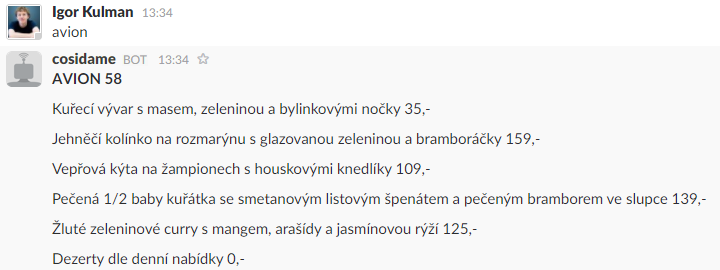 Igor Kulman 13:34
avion
cosidame BOT 13:34
AVION 58
Kuřecí vývar s masem, zeleninou a bylinkovými nočky 35,-
Jehněčí kolínko na rozmarýnu s glazovanou zeleninou a bramboráčky 159,-
Vepřová kýta na žampionech s houskovými knedlíky 109,-
Pečená 1/2 baby kuřátka se smetanovým listovým špenátem a pečeným bramborem ve slupce 139,-
Žluté zeleninové curry s mangem, arašídy a jasmínovou rýží 125,-
Dezerty dle denní nabídky 0,-